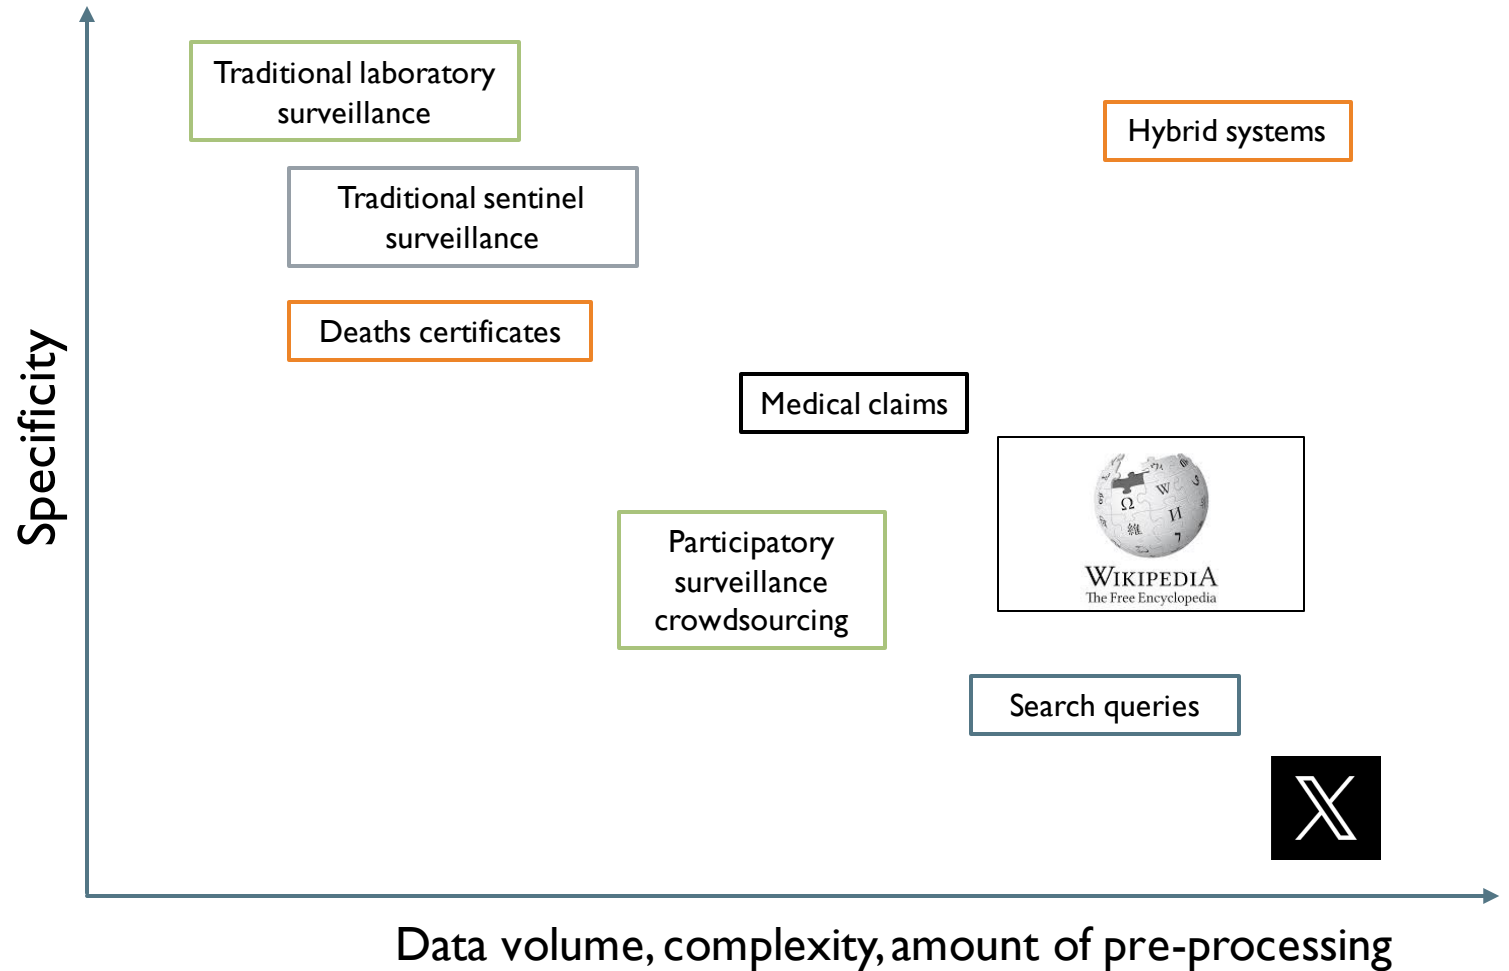 Traditional laboratory
surveillance
Hybrid systems
Traditional sentinel
surveillance
Deaths certificates
Medical claims
Specificity
Ω
W
И
維
WIKIPEDIA
The Free Encyclopedia
Participatory
surveillance
crowdsourcing
Search queries
X
Data volume, complexity, amount of pre-processing